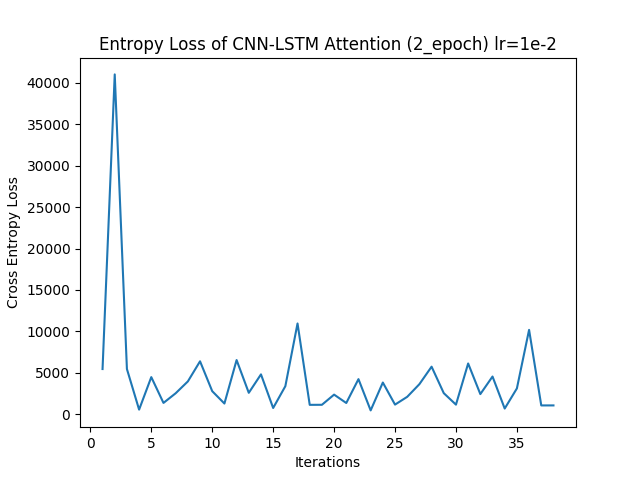 Entropy Loss of CNN-LSTM Attention (2_epoch) lr=1e-2
40000
35000
30000
25000
20000
15000
10000
5000
0
Cross Entropy Loss
0 5 10 15 20 25 30 35
Iterations